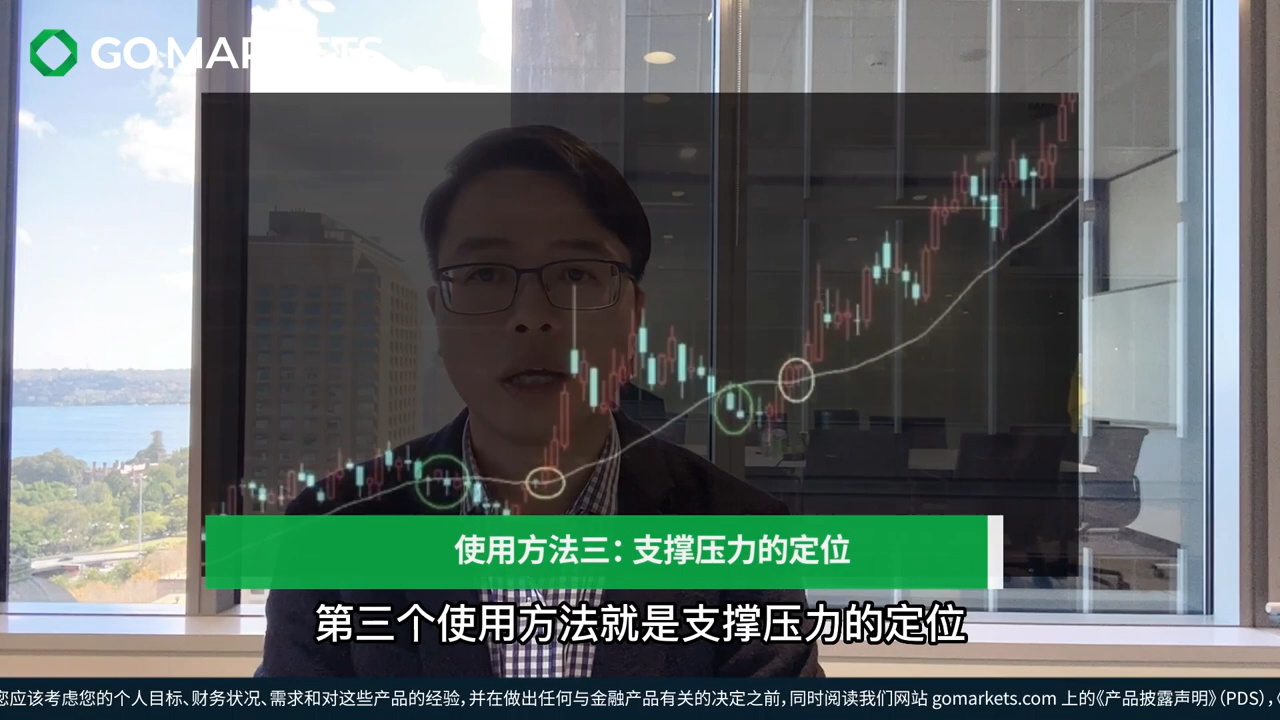 GO MARKETS
使用方法三：支撑压力的定位
第三个使用方法就是支撑压力的定位
您应该考虑您的个人目标、财务状况、需求和对这些产品的经验，并在做出任何与金融产品有关的决定之前，同时阅读我们网站 gomarkets.com 上的《产品披露声明》（PDS），